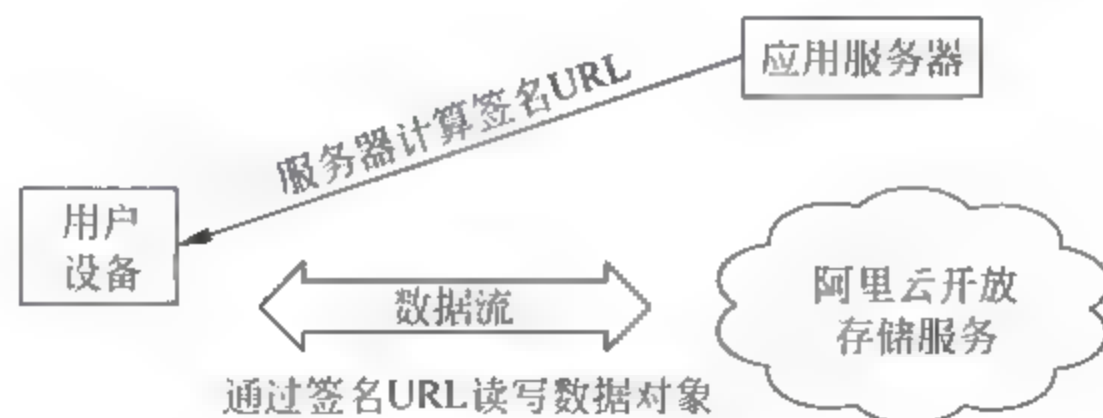 应用服务器
服务器计算签名URL
用户
设备
数据流
阿里云开放
存储服务
通过签名URL读写数据对象